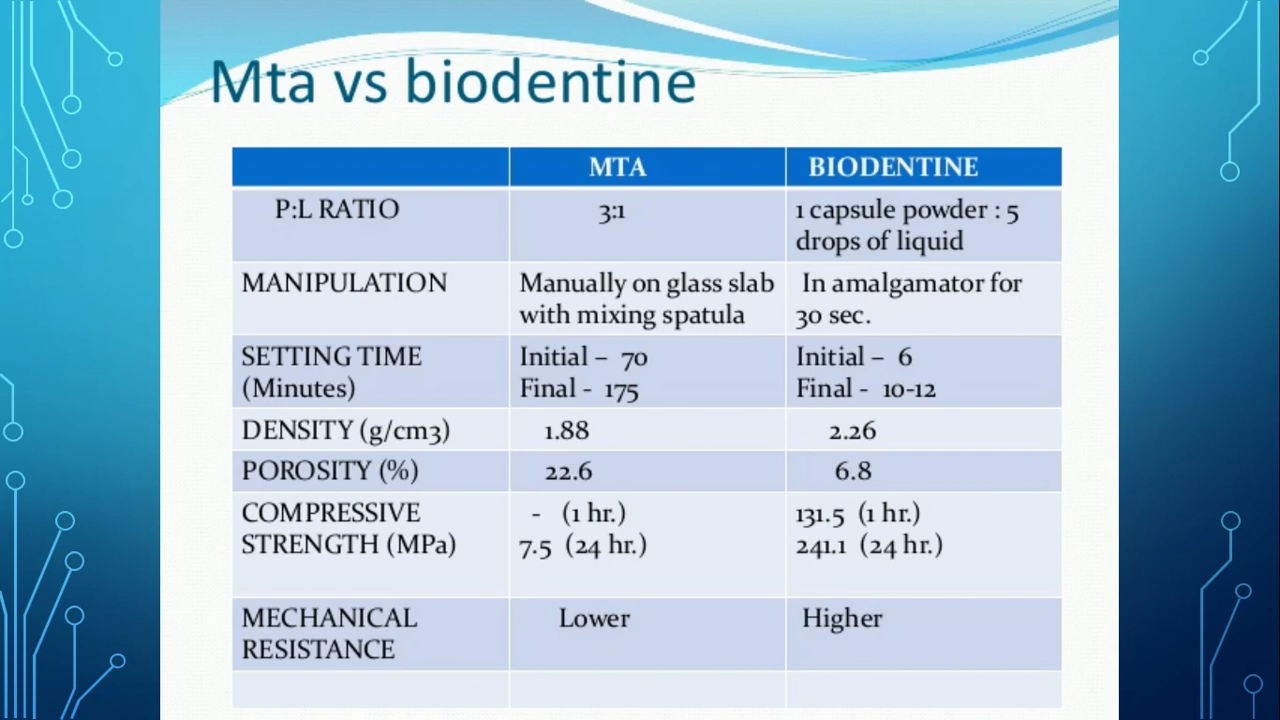 Mta vs biodentine
MTA BIODENTINE
P:L RATIO 3:1 1 capsule powder : 5
drops of liquid
MANIPULATION Manually on glass slab In amalgamator for
with mixing spatula 30 sec.
SETTING TIME Initial – 70 Initial – 6
(Minutes) Final - 175 Final - 10-12
DENSITY (g/cm3) 1.88 2.26
POROSITY (%) 22.6 6.8
COMPRESSIVE - (1 hr.) 131.5 (1 hr.)
STRENGTH (MPa) 7.5 (24 hr.) 241.1 (24 hr.)
MECHANICAL Lower Higher
RESISTANCE